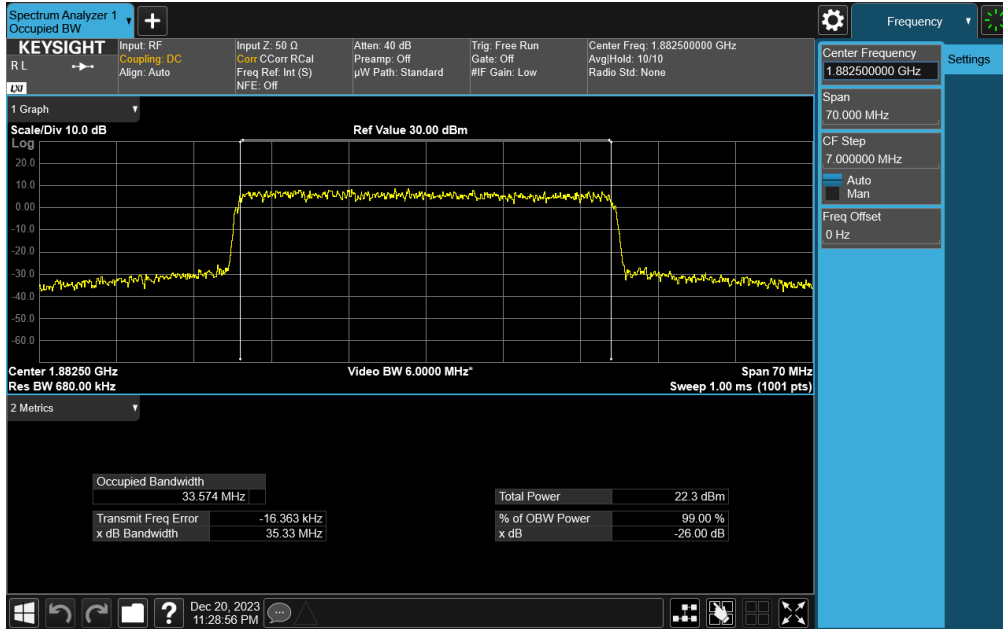 Spectrum Analyzer 1
Occupied BW
+
Frequency
KEYSIGHT
R L
LXI
Input: RF
Coupling: DC
Align: Auto
Input Z: 50 Ω
Corr CCorr RCal
Freq Ref: Int (S)
NFE: Off
Atten: 40 dB
Preamp: Off
µW Path: Standard
Trig: Free Run
Gate: Off
#IF Gain: Low
Center Freq: 1.882500000 GHz
Avg|Hold: 10/10
Radio Std: None
Center Frequency
1.882500000 GHz
Settings
Span
70.000 MHz
CF Step
7.000000 MHz
Auto
Man
Freq Offset
0 Hz
1 Graph
Scale/Div 10.0 dB
Ref Value 30.00 dBm
Log
20.0
10.0
0.00
-10.0
-20.0
-30.0
-40.0
-50.0
-60.0
Center 1.88250 GHz
Video BW 6.0000 MHz*
Span 70 MHz
Res BW 680.00 kHz
Sweep 1.00 ms (1001 pts)
2 Metrics
Occupied Bandwidth
33.574 MHz
Total Power 22.3 dBm
Transmit Freq Error -16.363 kHz
% of OBW Power 99.00 %
x dB Bandwidth 35.33 MHz
x dB -26.00 dB
?
Dec 20, 2023
11:28:56 PM